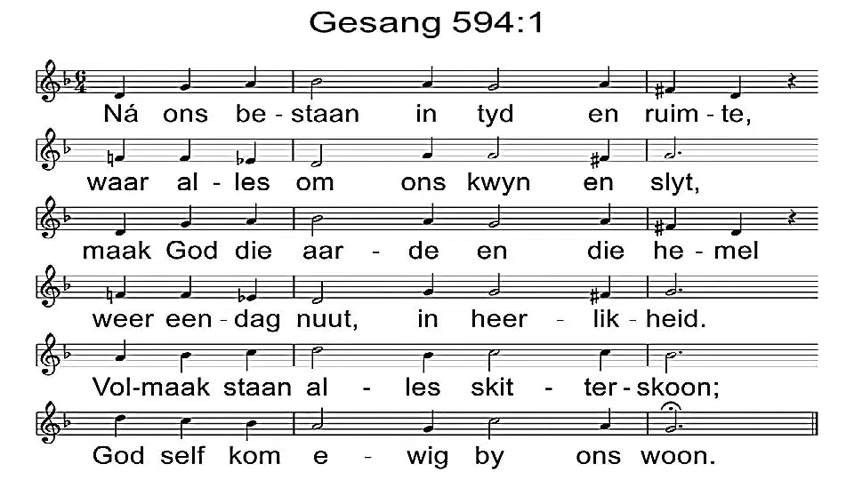 Gesang 594:1
6
4
Ná ons be - staan in tyd en ruim - te,
waar al - les om ons kwyn en slyt,
maak God die aar - de en die he - mel
weer een - dag nuut, in heer - lik - heid.
Vol-maak staan al - les skit - ter - skoon;
God self kom e - wig by ons woon.